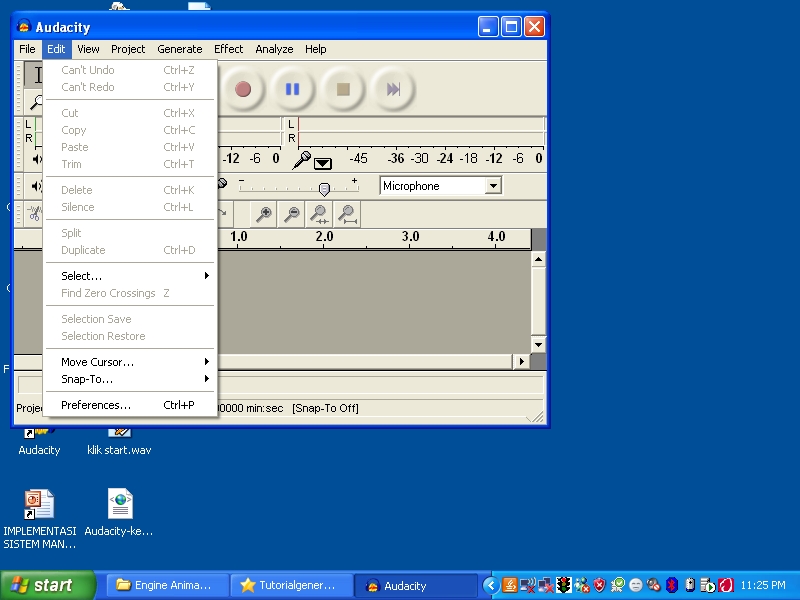 Audacity
File Edit View Project Generate Effect Analyze Help
Can't Undo Ctrl+Z
Can't Redo Ctrl+Y
Cut Ctrl+X
Copy Ctrl+C
Paste Ctrl+V
Trim Ctrl+T
Delete Ctrl+K
Silence Ctrl+L
Split
Duplicate Ctrl+D
Select...
Find Zero Crossings Z
Selection Save
Selection Restore
Move Cursor...
Snap-To...
Preferences... Ctrl+P
L
R
L
R
-12 -6 0
-45 -36 -30 -24 -18 -12 -6 0
- +
Microphone
1.0 2.0 3.0 4.0
Projec
00000 min:sec [Snap-To Off]
Audacity
klik start.wav
IMPLEMENTASI
SISTEM MAN...
Audacity-ke...
start
Engine Anima...
Tutorialgener...
Audacity
11:25 PM